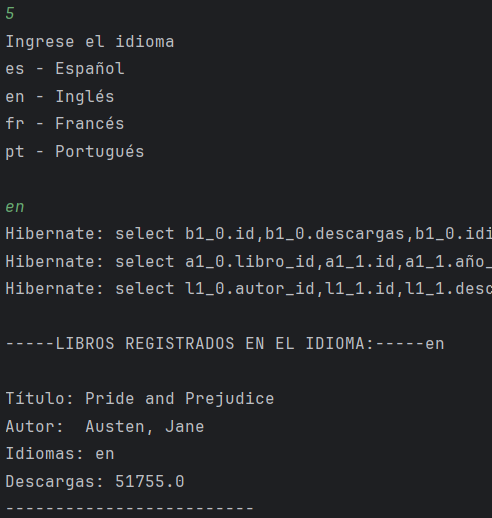 5
Ingrese el idioma
es - Español
en - Inglés
fr - Francés
pt - Portugués
en
Hibernate: select b1_0.id,b1_0.descargas,b1_0.idi
Hibernate: select a1_0.libro_id,a1_1.id,a1_1.año_
Hibernate: select l1_0.autor_id,l1_1.id,l1_1.desc
-----LIBROS REGISTRADOS EN EL IDIOMA:-----en
Título: Pride and Prejudice
Autor:  Austen, Jane
Idiomas: en
Descargas: 51755.0
-------------------------